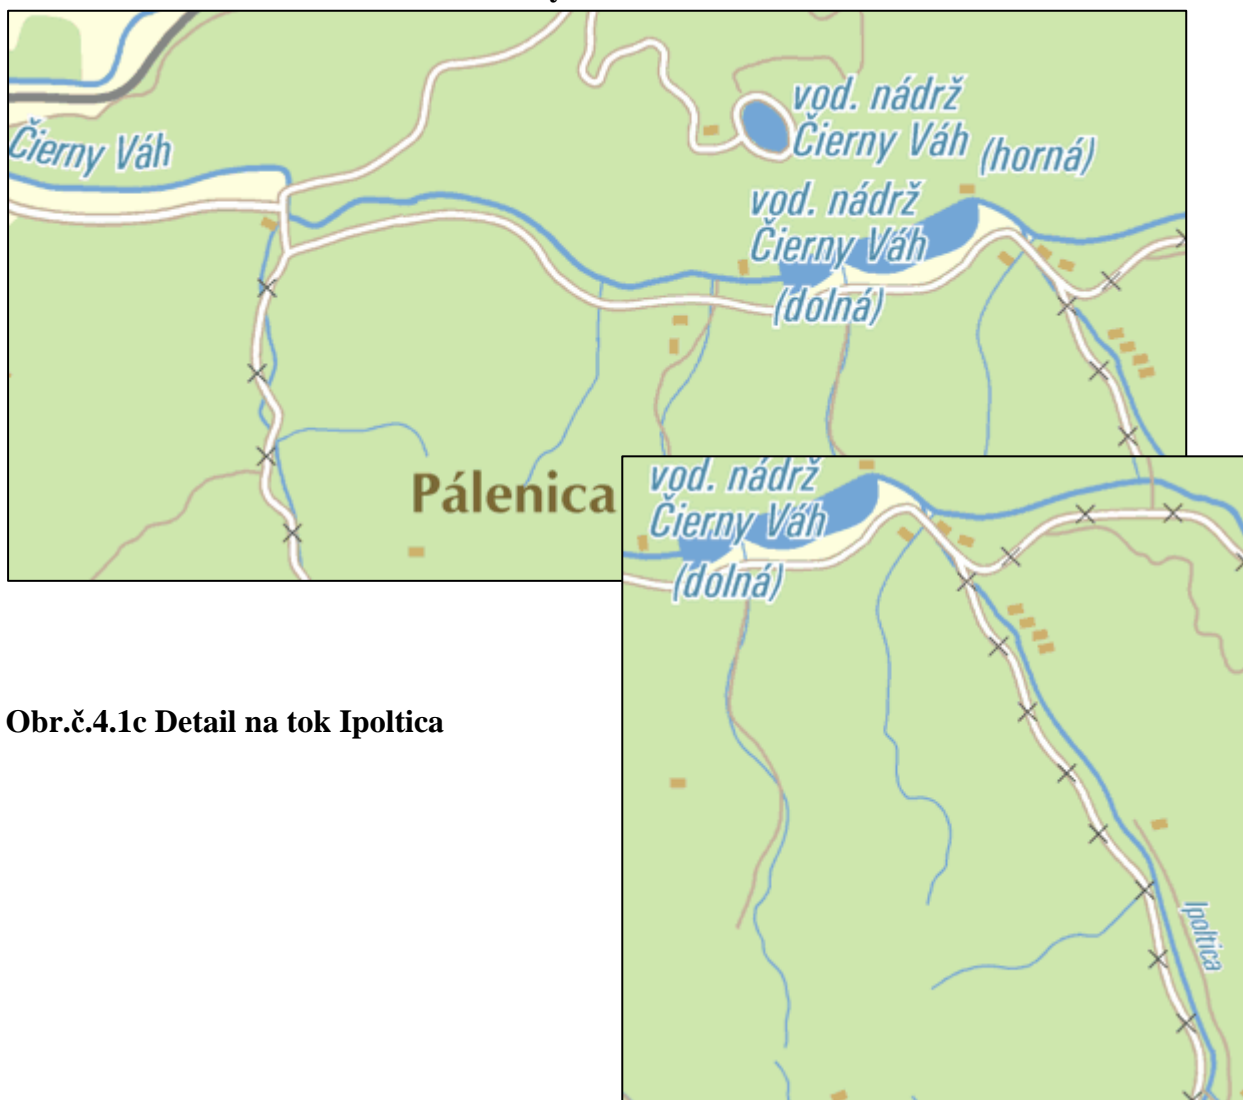 Čierny Váh
vod. nádrž
Čierny Váh (horná)
vod. nádrž
Čierny Váh
(dolná)
Pálenica
vod. nádrž
Čierny Váh
(dolná)
Obr.č.4.1c Detail na tok Ipoltica
Ipoltica